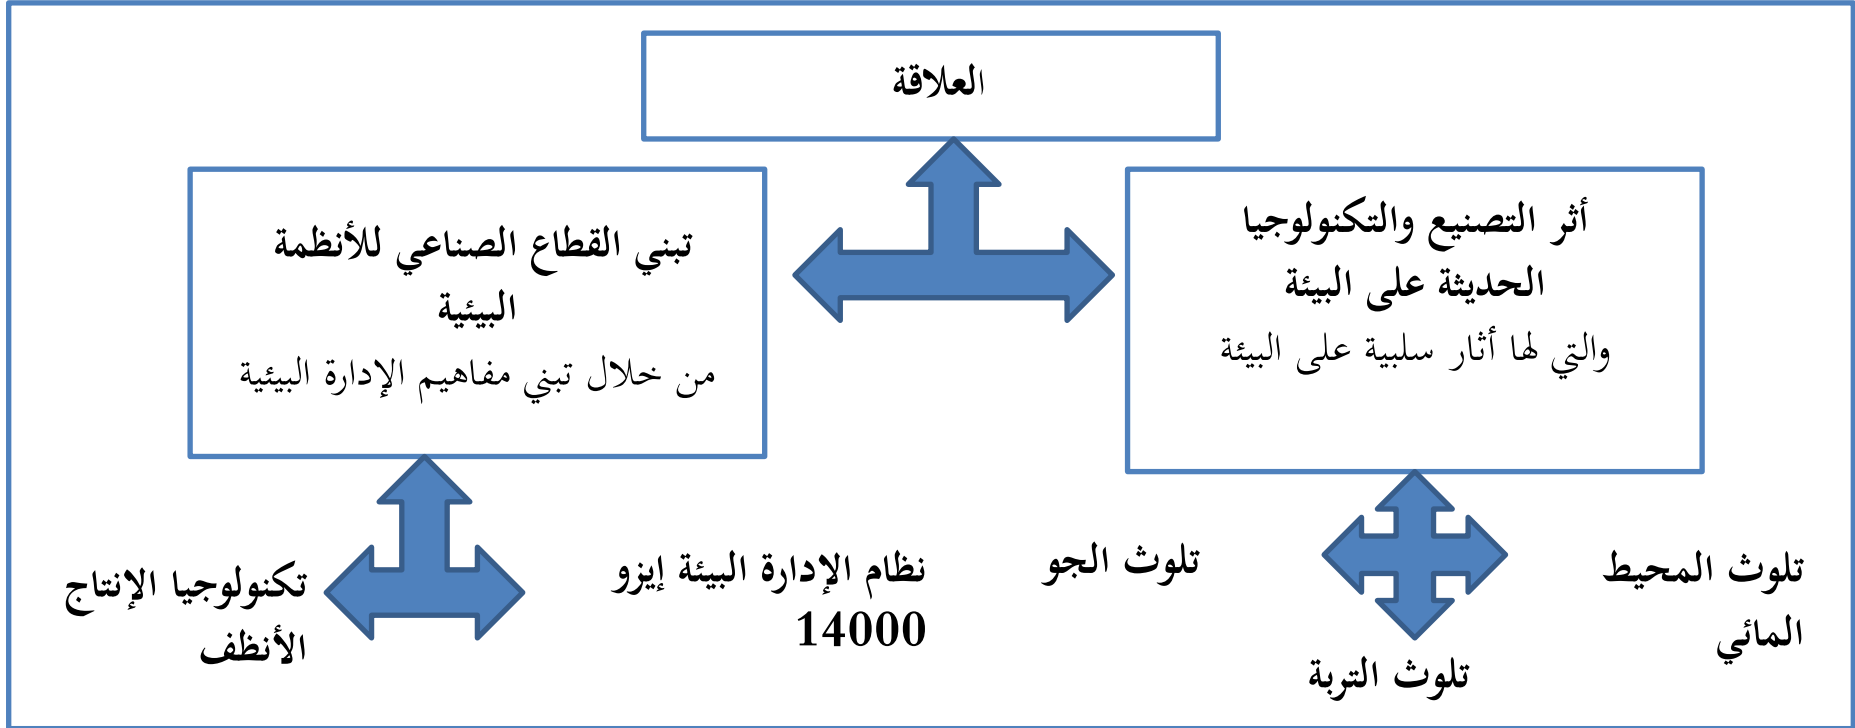 العلاقة
أثر التصنيع والتكنولوجيا
الحديثة على البيئة
والتي لها أثار سلبية على البيئة
تبني القطاع الصناعي للأنظمة
البيئية
من خلال تبني مفاهيم الإدارة البيئية
تلوث المحيط
المائي
تلوث الجو
تلوث التربة
نظام الإدارة البيئة إيزو
14000
تكنولوجيا الإنتاج
الأنظف